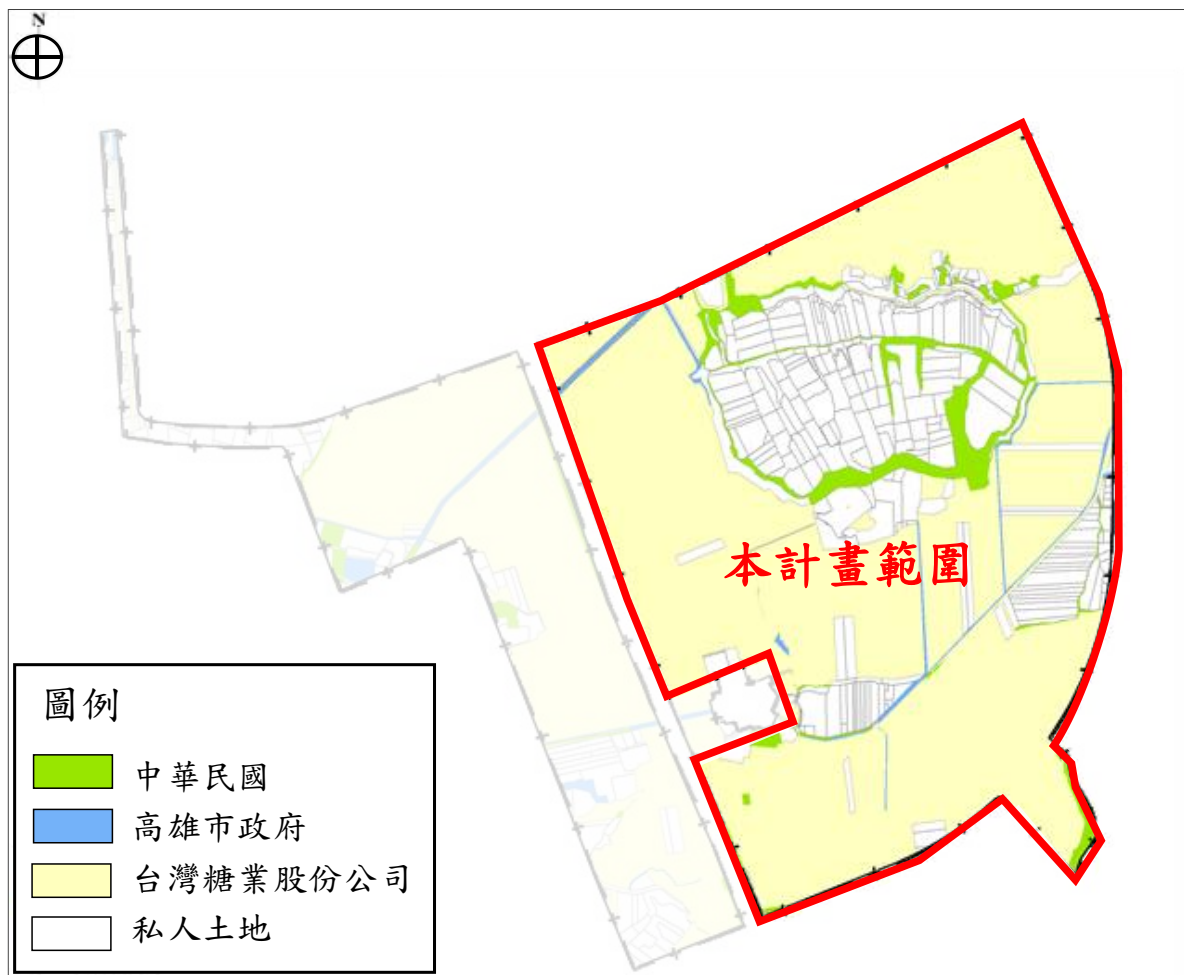 N
本計畫範圍
圖例
中華民國
高雄市政府
台灣糖業股份公司
私人土地